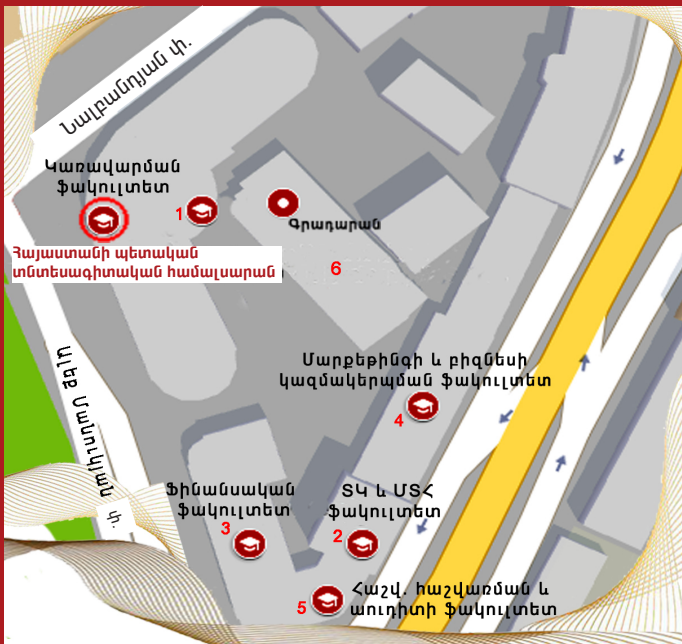 Նալբանդյան փ.
Կառավարման
ֆակուլտետ
1
Գրադարան
Հայաստանի պետական
տնտեսագիտական համալսարան
6
Մարքեթինգի և բիզնեսի
կազմակերպման ֆակուլտետ
4
Ալեք Մանուկյան փ.
Ֆինանսական
ֆակուլտետ
3
ՏԿ և ՄՏՀ
ֆակուլտետ
2
Հաշվ. հաշվառման և
աուդիտի ֆակուլտետ
5